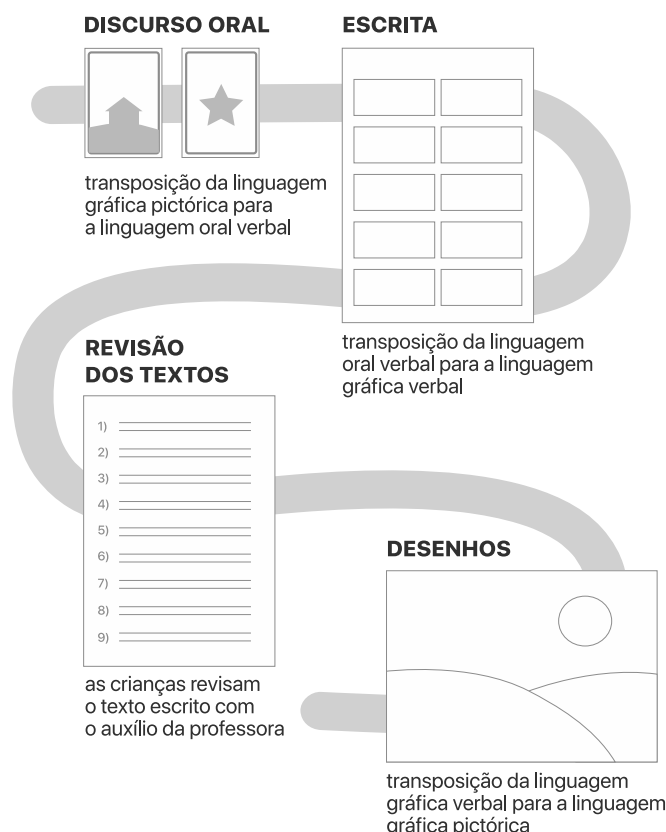 DISCURSO ORAL
transposição da linguagem
gráfica pictórica para
a linguagem oral verbal
ESCRITA
transposição da linguagem
oral verbal para a linguagem
gráfica verbal
REVISÃO
DOS TEXTOS
1)
2)
3)
4)
5)
6)
7)
8)
9)
as crianças revisam
o texto escrito com
o auxílio da professora
DESENHOS
transposição da linguagem
gráfica verbal para a linguagem
gráfica pictórica